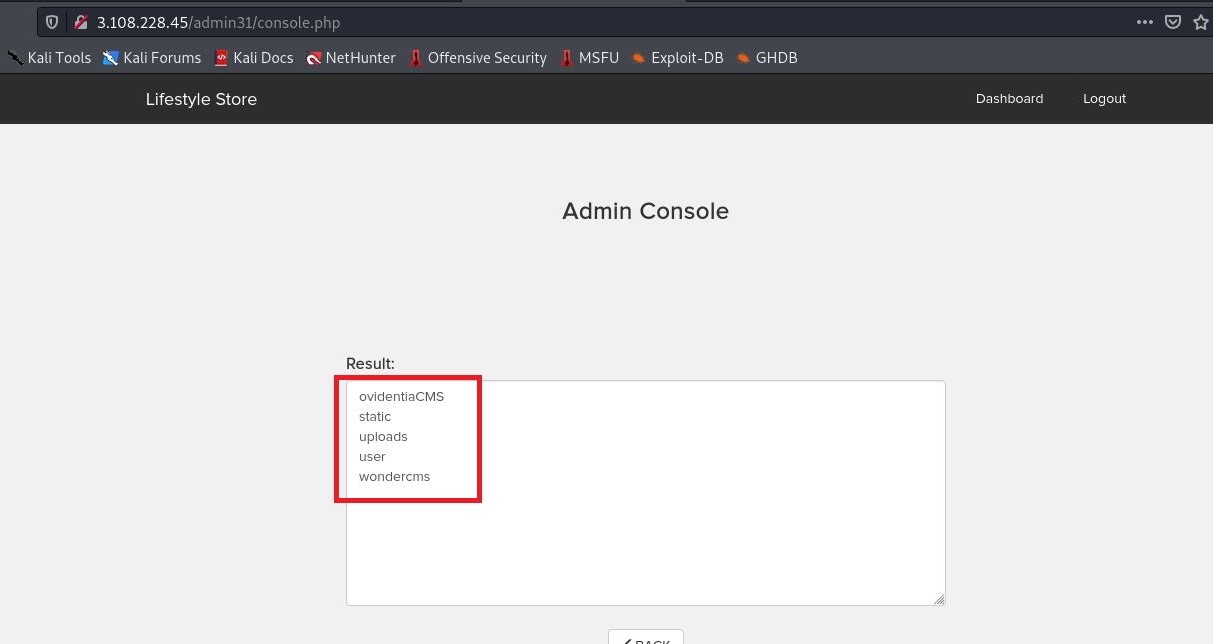 3.108.228.45/admin31/console.php
Kali Tools Kali Forums Kali Docs NetHunter Offensive Security MSFU Exploit-DB GHDB
Lifestyle Store Dashboard Logout
Admin Console
Result:
ovidentiaCMS
static
uploads
user
wondercms
BACK